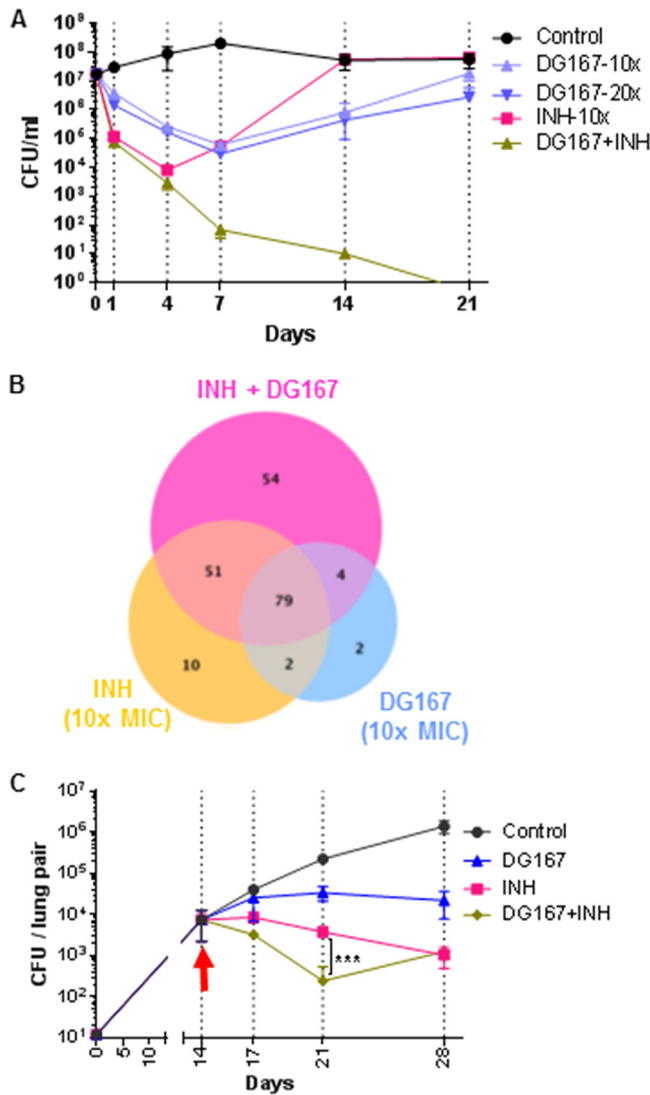 A
CFU/ml
10⁹
10⁸
10⁷
10⁶
10⁵
10⁴
10³
10²
10¹
10⁰
0 1 4 7 14 21
Days
Control
DG167-10x
DG167-20x
INH-10x
DG167+INH
B
INH + DG167
54
51
4
79
10
2
2
INH
(10x MIC)
DG167
(10x MIC)
C
CFU / lung pair
10⁷
10⁶
10⁵
10⁴
10³
10²
10¹
***
0 5 10 14 17 21 28
Days
Control
DG167
INH
DG167+INH